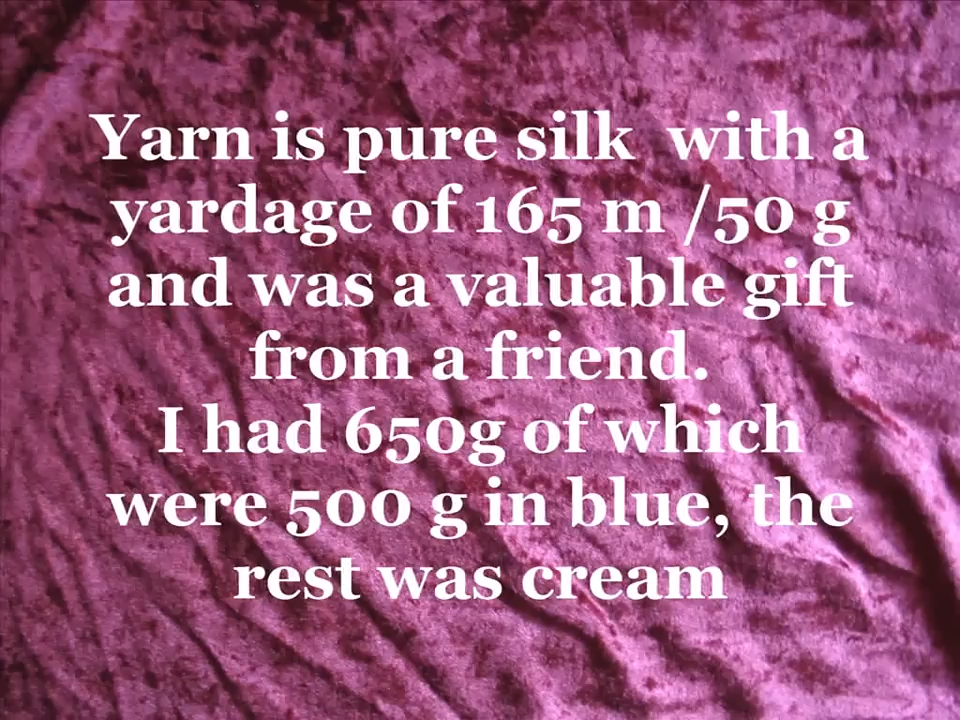 Yarn is pure silk  with a
yardage of 165 m /50 g
and was a valuable gift
from a friend.
I had 650g of which
were 500 g in blue, the
rest was cream